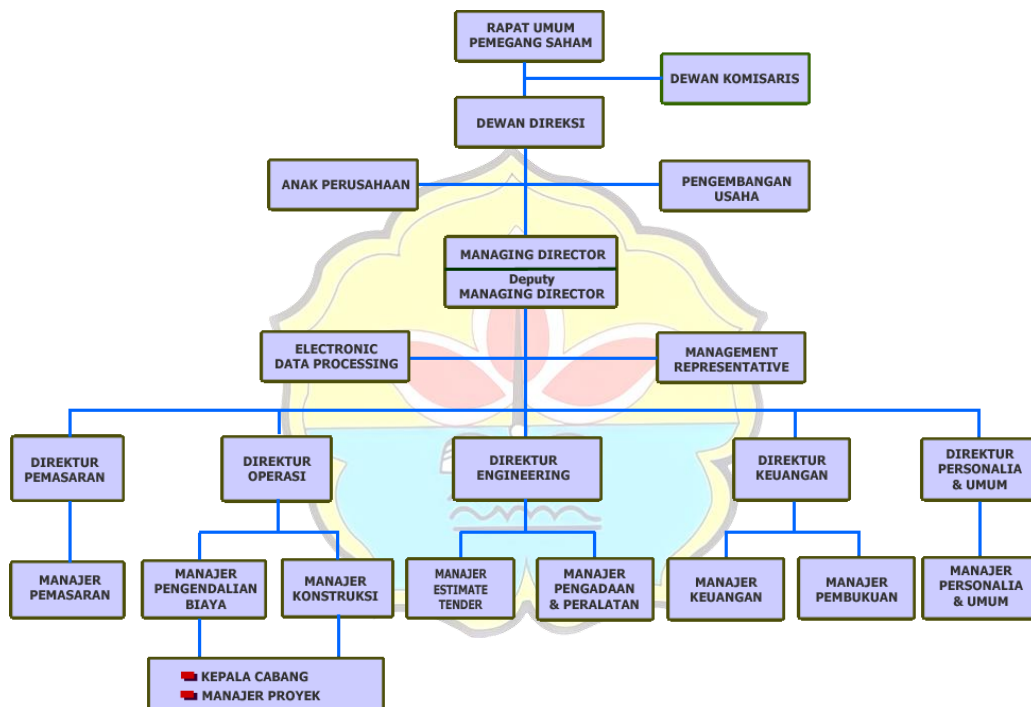 RAPAT UMUM
PEMEGANG SAHAM
DEWAN KOMISARIS
DEWAN DIREKSI
ANAK PERUSAHAAN
PENGEMBANGAN
USAHA
MANAGING DIRECTOR
Deputy
MANAGING DIRECTOR
ELECTRONIC
DATA PROCESSING
MANAGEMENT
REPRESENTATIVE
DIREKTUR
PEMASARAN
DIREKTUR
OPERASI
DIREKTUR
ENGINEERING
DIREKTUR
KEUANGAN
DIREKTUR
PERSONALIA
& UMUM
MANAJER
PEMASARAN
MANAJER
PENGENDALIAN
BIAYA
MANAJER
KONSTRUKSI
MANAJER
ESTIMATE
TENDER
MANAJER
PENGADAAN
& PERALATAN
MANAJER
KEUANGAN
MANAJER
PEMBUKUAN
MANAJER
PERSONALIA
& UMUM
KEPALA CABANG
MANAJER PROYEK